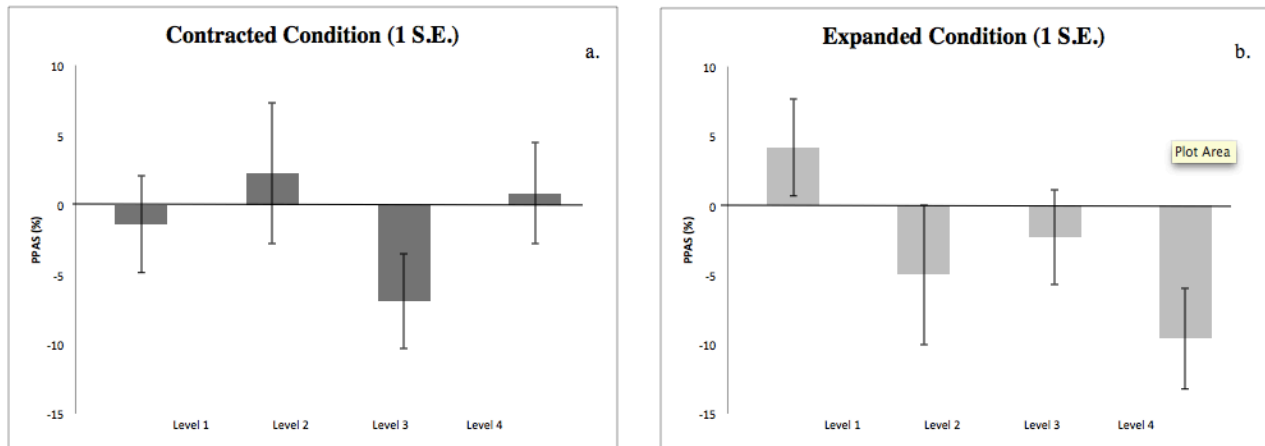 Contracted Condition (1 S.E.)
a.
10
5
0
-5
-10
-15
PPAS (%)
Level 1 Level 2 Level 3 Level 4
Expanded Condition (1 S.E.)
b.
10
5
0
-5
-10
-15
PPAS (%)
Plot Area
Level 1 Level 2 Level 3 Level 4